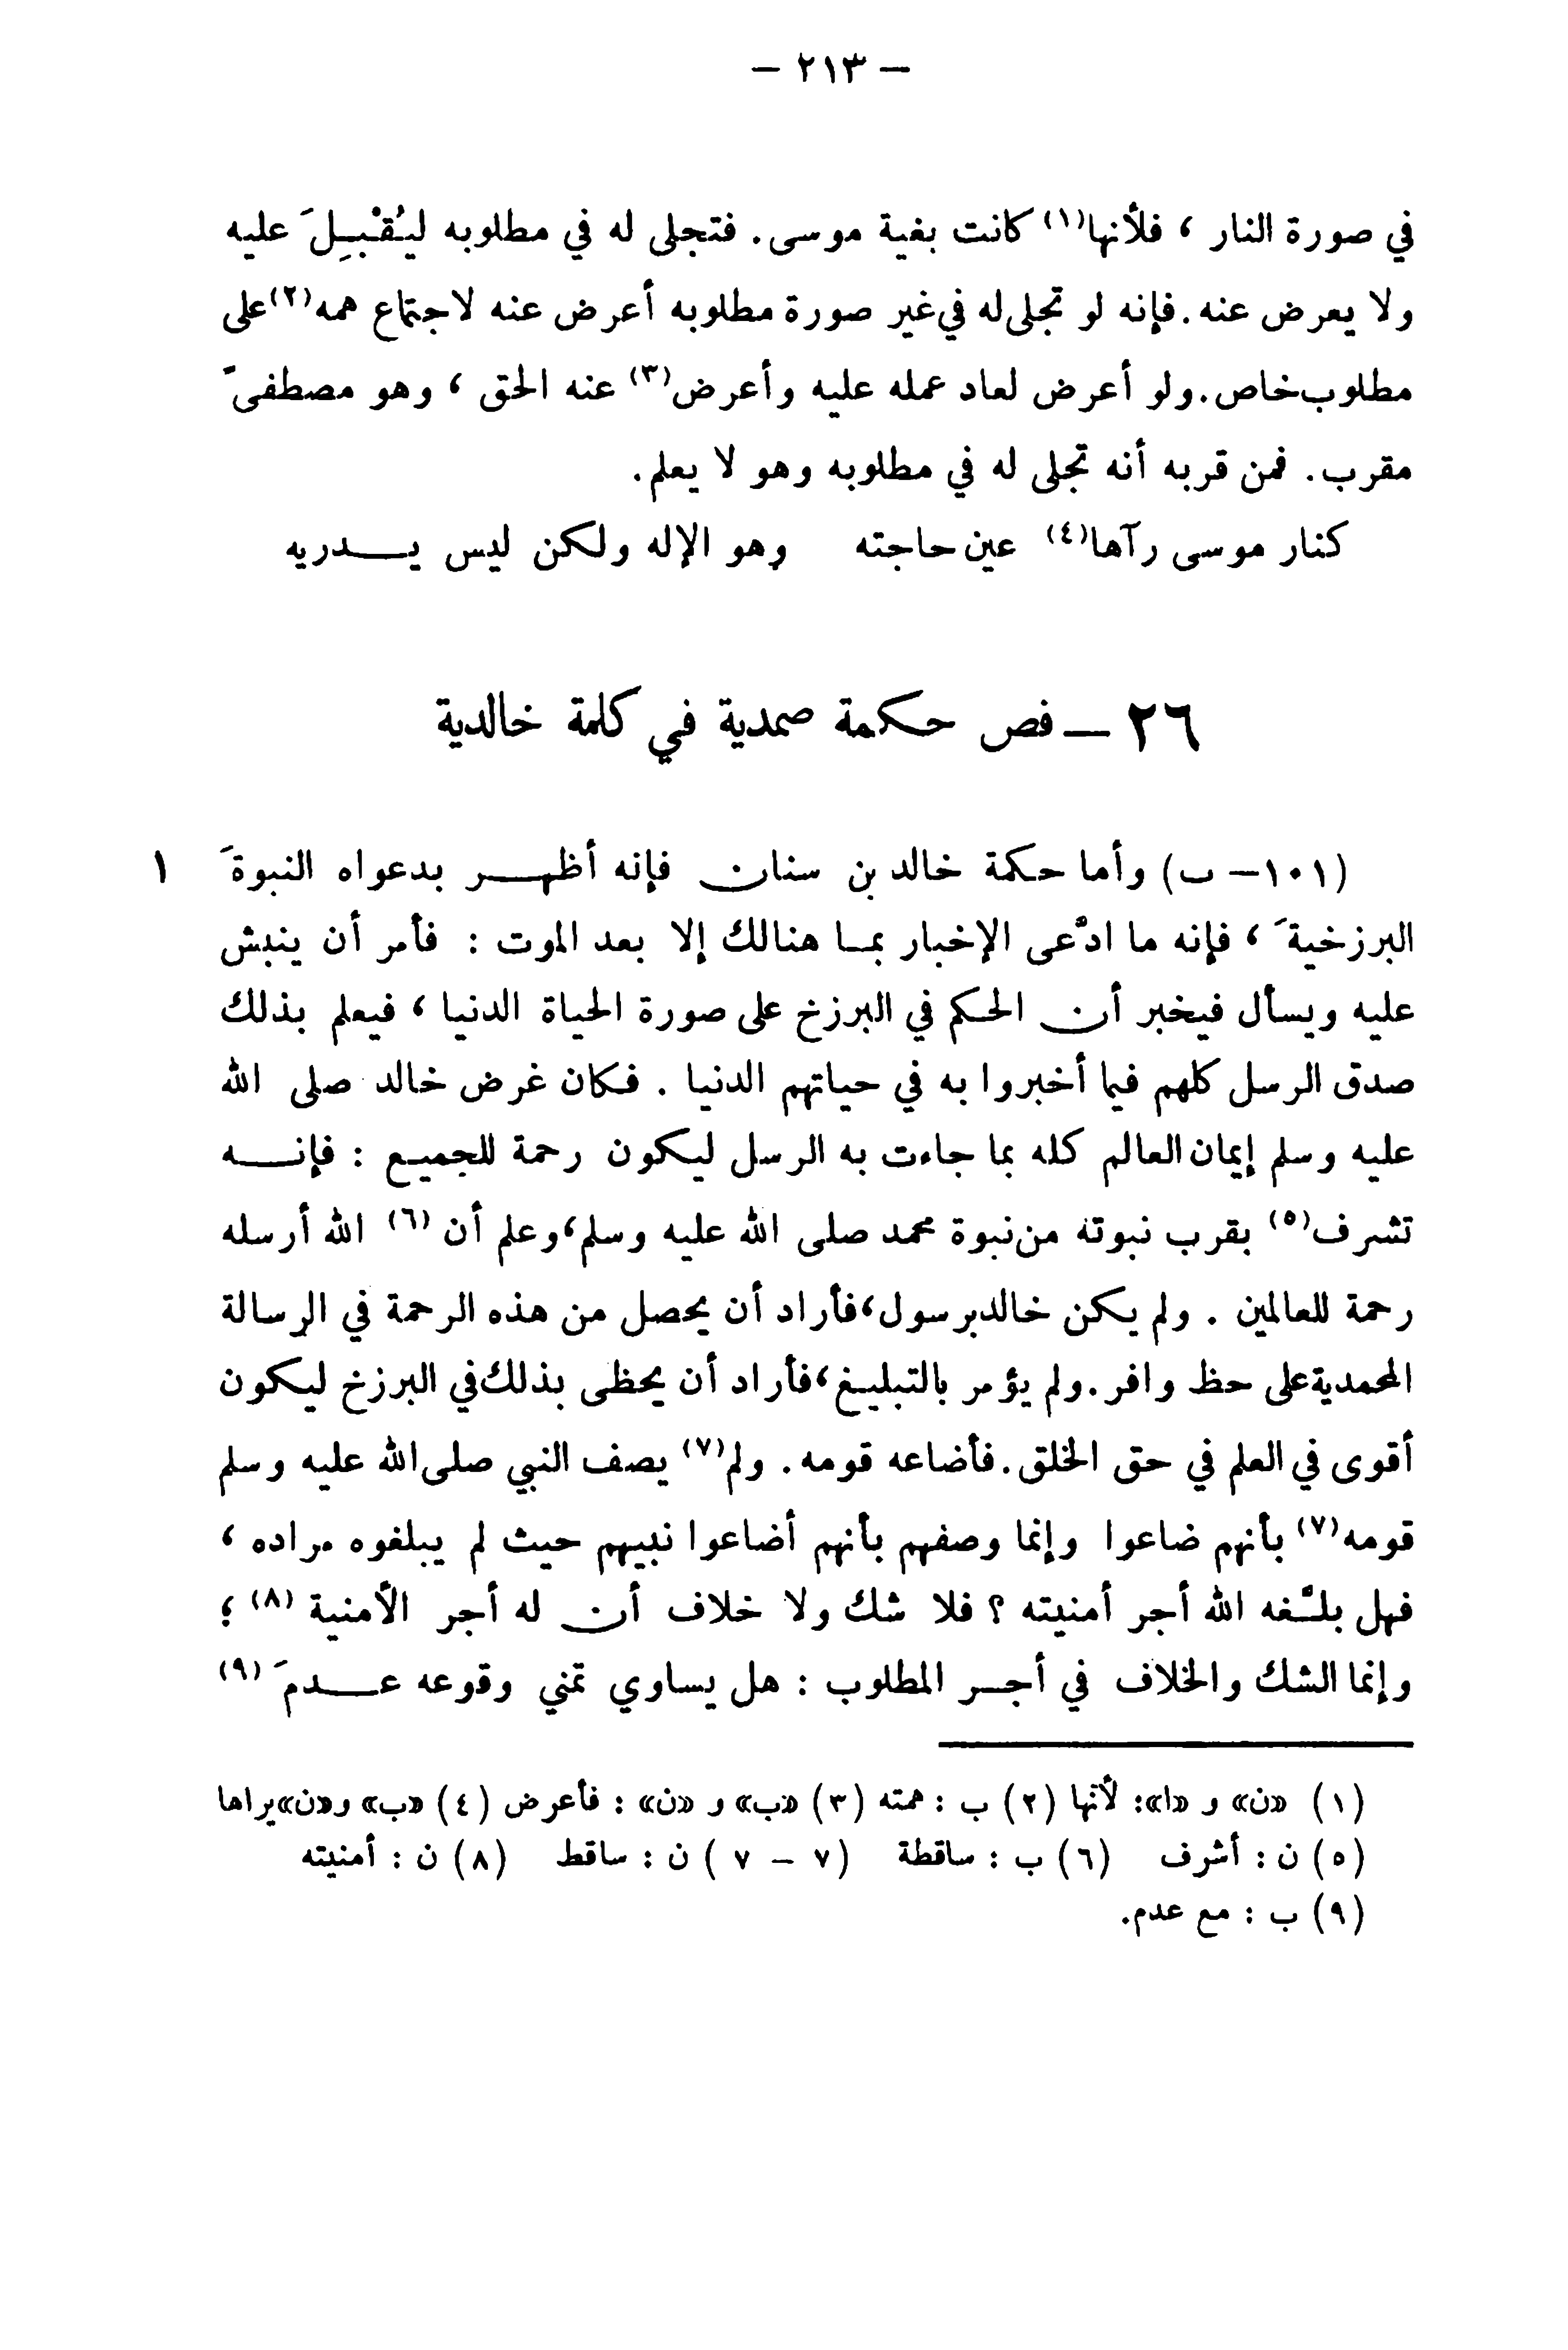 – ٢١٣ –
في صورة النار ، فلأنها(١) كانت بغية موسى. فتجلى له في مطلوبه ليُقْبِلَ عليه
ولا يعرض عنه. فإنه لو تجلى له في غير صورة مطلوبه أعرض عنه لاجتماع همه(٢) على
مطلوب خاص. ولو أعرض لعاد عمله عليه وأعرض(٣) عنه الحق ، وهو مصطفىً
مقرب. فمن قربه أنه تجلى له في مطلوبه وهو لا يعلم.
كنار موسى رآها(٤) عين حاجته وهو الإله ولكن ليس يـدريه
٢٦ – فص حكمة صمدية في كلمة خالدية
(١٠١ – ب) وأما حكمة خالد بن سنان فإنه أظهـر بدعواه النبوةَ ١
البرزخيةَ ، فإنه ما ادَّعى الإخبار بمـا هنالك إلا بعد الموت : فأمر أن ينبش
عليه ويسأل فيخبر أن الحكم في البرزخ على صورة الحياة الدنيا ، فيعلم بذلك
صدق الرسل كلهم فيما أخبروا به في حياتهم الدنيا . فكان غرض خالد صلى الله
عليه وسلم إيمان العالم كله بما جاءت به الرسل ليكون رحمة للجميع : فإنـه
تشرف(٥) بقرب نبوته من نبوة محمد صلى الله عليه وسلم، وعلم أن (٦) الله أرسله
رحمة للعالمين . ولم يكن خالد برسول، فأراد أن يحصل من هذه الرحمة في الرسالة
المحمدية على حظ وافر. ولم يؤمر بالتبليغ، فأراد أن يحظى بذلك في البرزخ ليكون
أقوى في العلم في حق الخلق. فأضاعه قومه. ولم(٧) يصف النبي صلى الله عليه وسلم
قومه(٧) بأنهم ضاعوا وإنما وصفهم بأنهم أضاعوا نبيهم حيث لم يبلغوه مراده ،
فهل بلَّغه الله أجر أمنيته ؟ فلا شك ولا خلاف أن له أجر الأمنية (٨) ؛
وإنما الشك والخلاف في أجـر المطلوب : هل يساوي تمني وقوعه عـدمَ (٩)
(١) «ن» و «ا»: لأنها (٢) ب : همته (٣) «ب» و «ن» : فأعرض (٤) «ب» و«ن» يراها
(٥) ن : أشرف (٦) ب : ساقطة (٧ – ٧ ) ن : ساقط (٨) ن : أمنيته
(٩) ب : مع عدم.